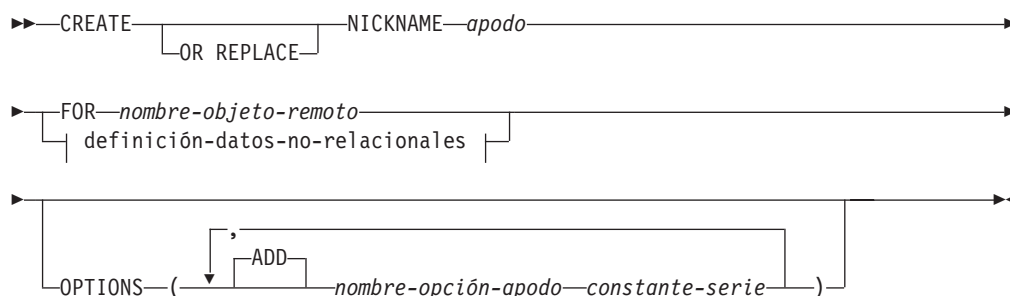 CREATE NICKNAME apodo
OR REPLACE
FOR nombre-objeto-remoto
definición-datos-no-relacionales
,
ADD
OPTIONS ( nombre-opción-apodo constante-serie )